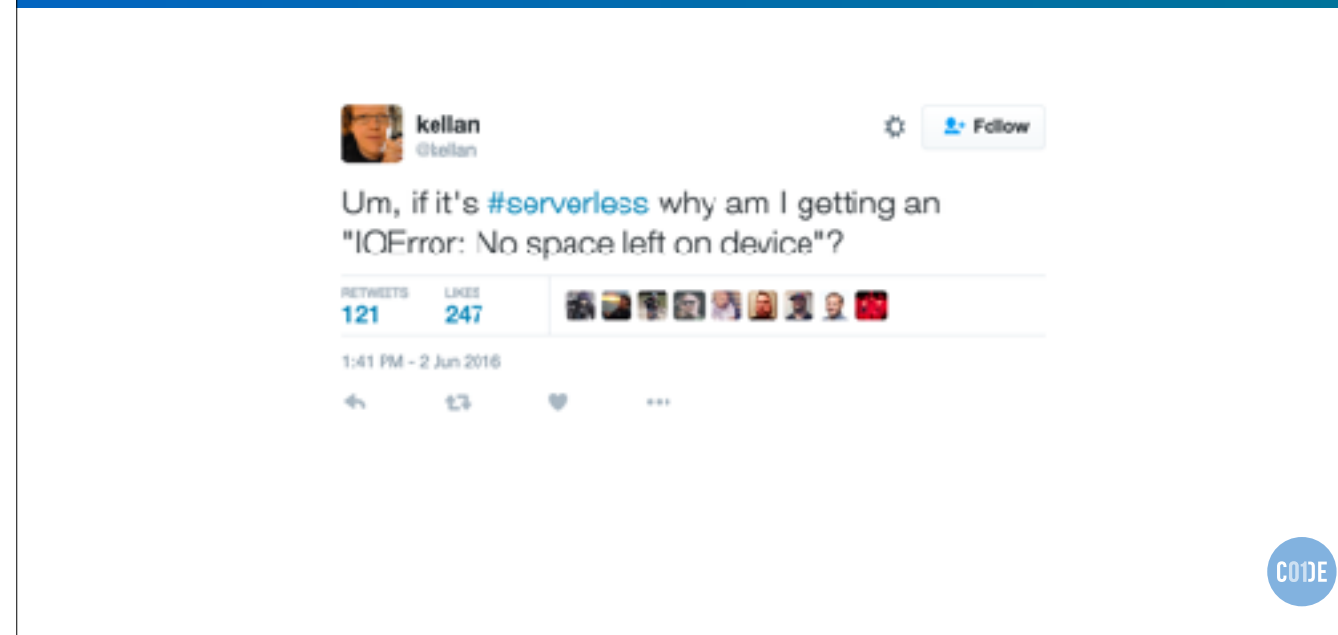 kellan
@kellan
Follow
Um, if it's #serverless why am I getting an
"IOError: No space left on device"?
RETWEETS LIKES
121 247
1:41 PM - 2 Jun 2016
CODE